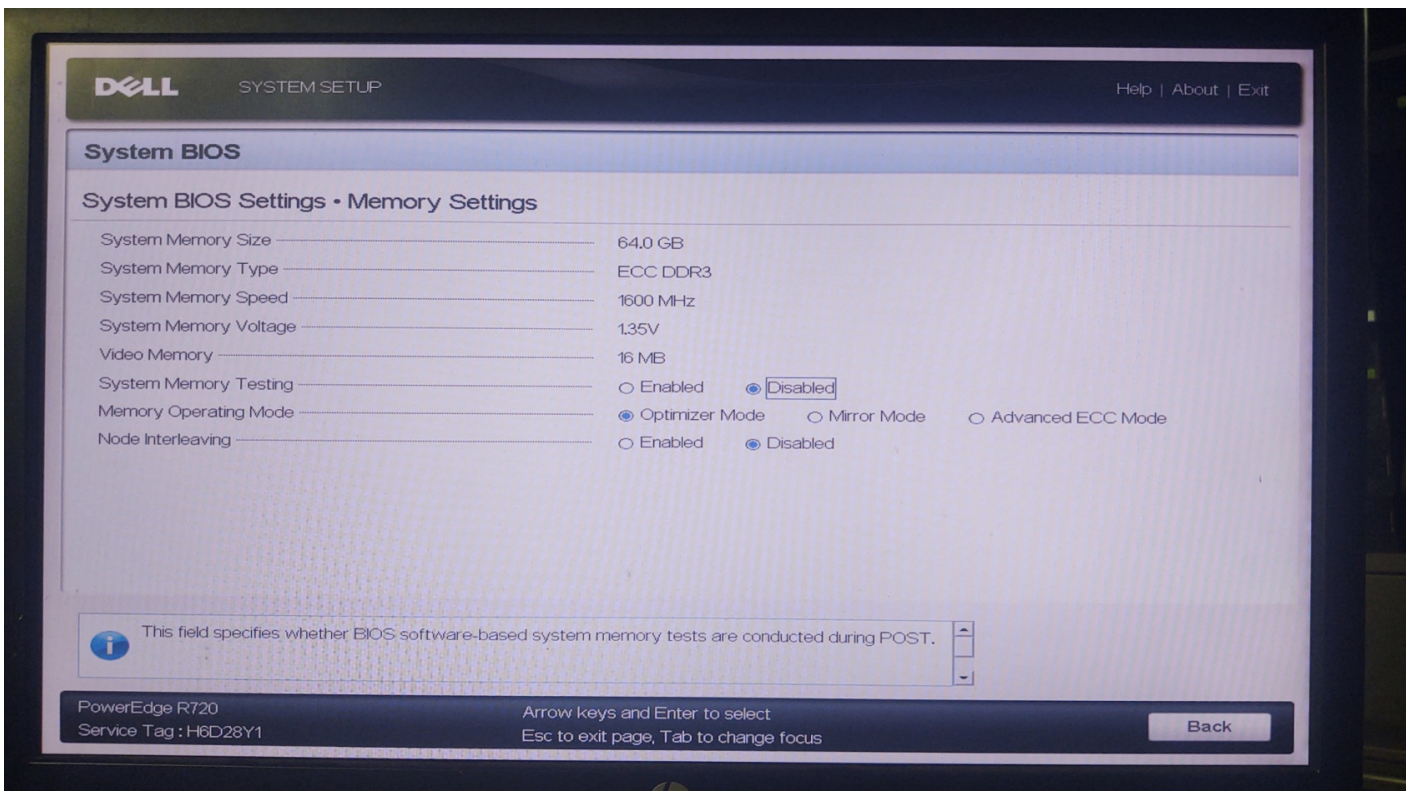 DELL SYSTEM SETUP Help | About | Exit
System BIOS
System BIOS Settings • Memory Settings
System Memory Size 64.0 GB
System Memory Type ECC DDR3
System Memory Speed 1600 MHz
System Memory Voltage 1.35V
Video Memory 16 MB
System Memory Testing Enabled Disabled
Memory Operating Mode Optimizer Mode Mirror Mode Advanced ECC Mode
Node Interleaving Enabled Disabled
This field specifies whether BIOS software-based system memory tests are conducted during POST.
PowerEdge R720
Service Tag : H6D28Y1
Arrow keys and Enter to select
Esc to exit page, Tab to change focus
Back